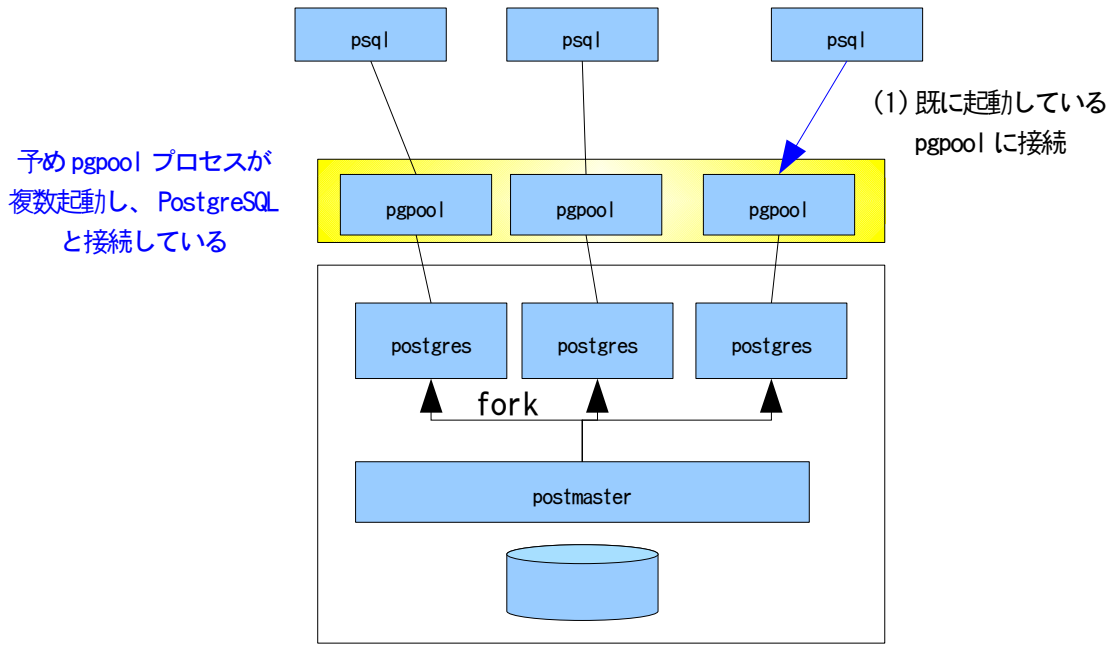 psql
psql
psql
(1) 既に起動している
pgpool に接続
予め pgpool プロセスが
複数起動し、 PostgreSQL
と接続している
pgpool
pgpool
pgpool
postgres
postgres
postgres
fork
postmaster